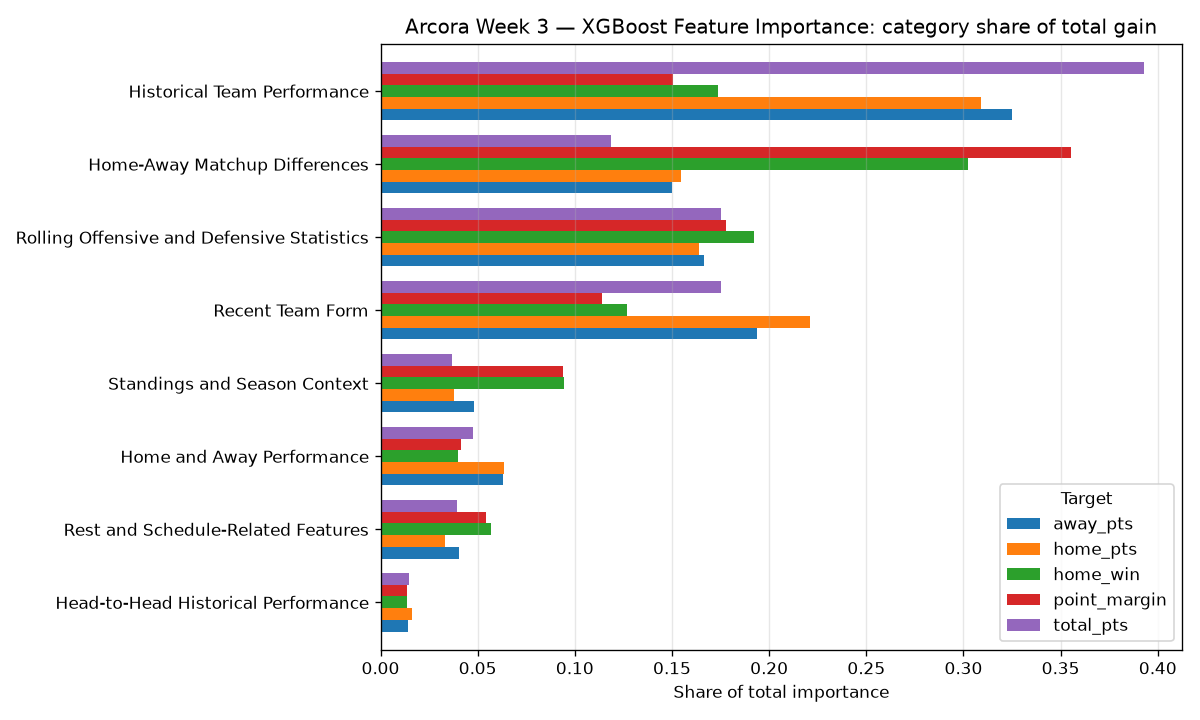 Arcora Week 3 — XGBoost Feature Importance: category share of total gain
Historical Team Performance
Home-Away Matchup Differences
Rolling Offensive and Defensive Statistics
Recent Team Form
Standings and Season Context
Home and Away Performance
Rest and Schedule-Related Features
Head-to-Head Historical Performance
Target
away_pts
home_pts
home_win
point_margin
total_pts
0.00 0.05 0.10 0.15 0.20 0.25 0.30 0.35 0.40
Share of total importance